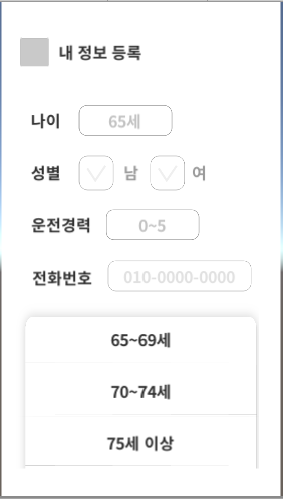 내 정보 등록
나이 65세
성별 남 여
운전경력 0~5
전화번호 010-0000-0000
65~69세
70~74세
75세 이상